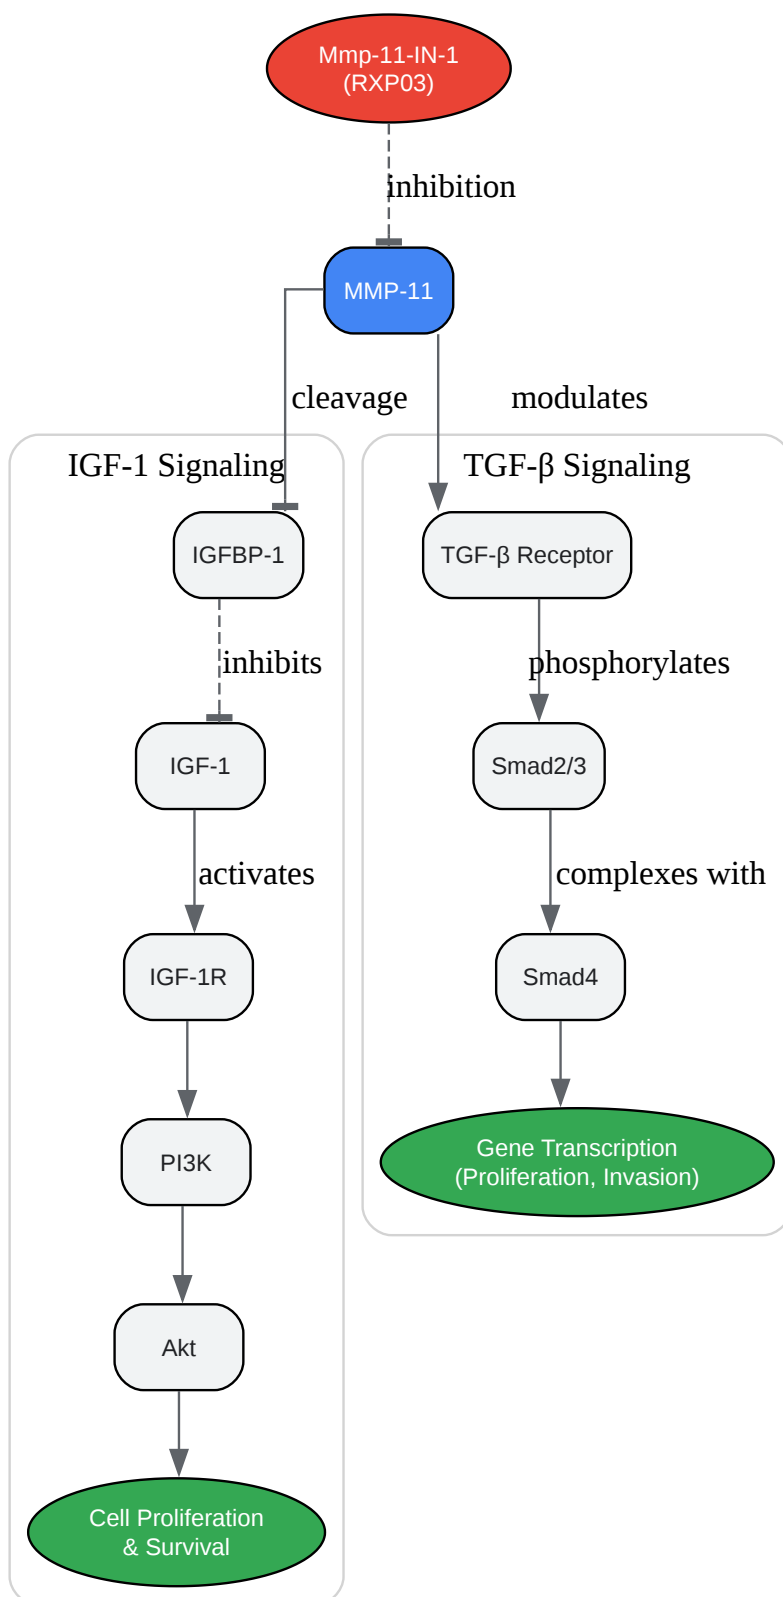 Mmp-11-IN-1
(RXP03)
inhibition
MMP-11
cleavage
modulates
IGF-1 Signaling
TGF-β Signaling
IGFBP-1
TGF-β Receptor
inhibits
phosphorylates
IGF-1
Smad2/3
activates
complexes with
IGF-1R
Smad4
PI3K
Gene Transcription
(Proliferation, Invasion)
Akt
Cell Proliferation
& Survival